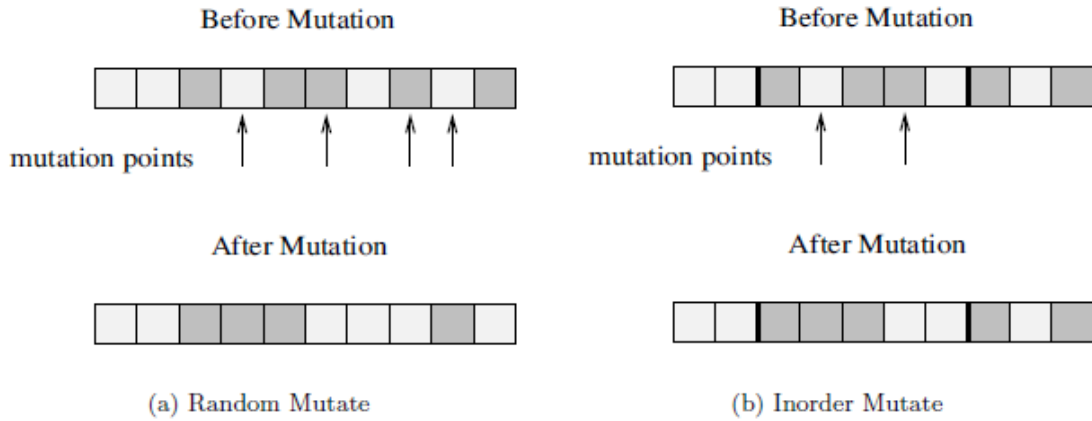 Before Mutation
mutation points
After Mutation
(a) Random Mutate
Before Mutation
mutation points
After Mutation
(b) Inorder Mutate